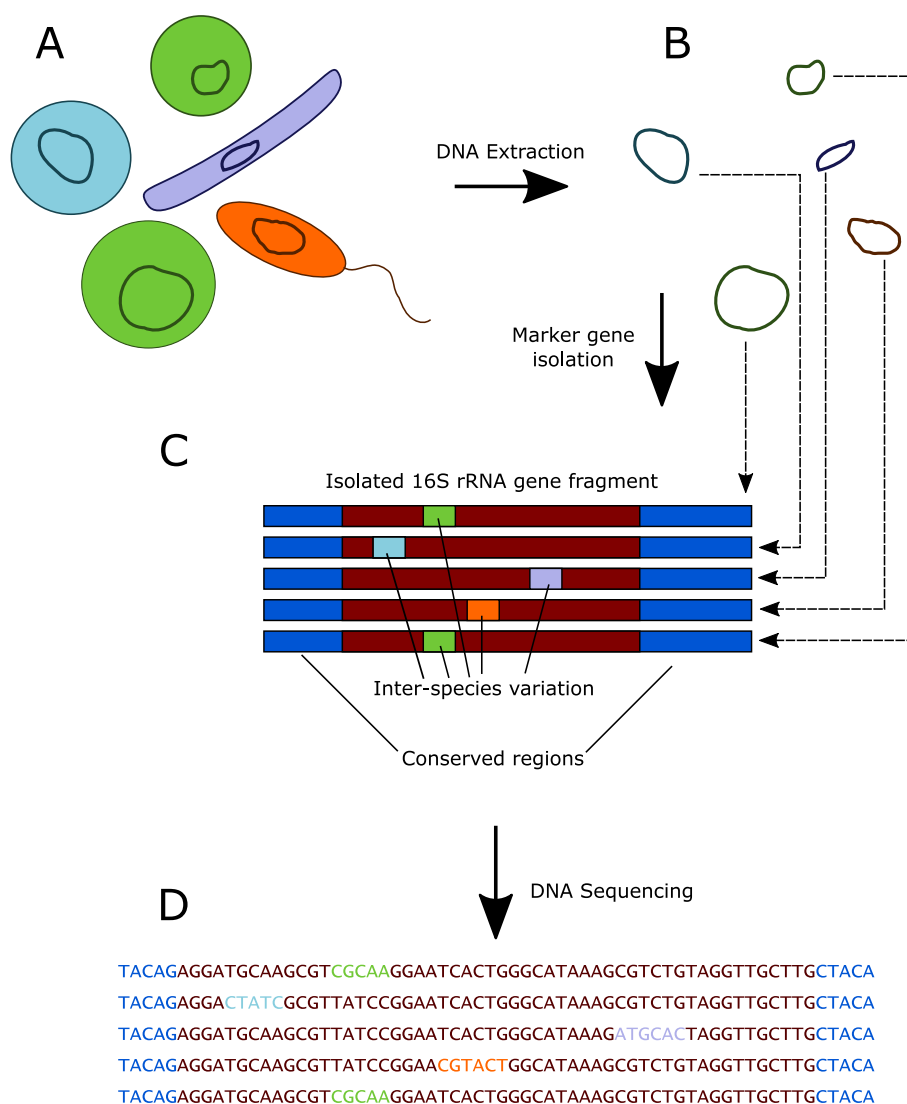 A
B
DNA Extraction
Marker gene
isolation
C
Isolated 16S rRNA gene fragment
Inter-species variation
Conserved regions
DNA Sequencing
D
TACAGAGGATGCAAGCGTCGCAAGGAATCACTGGGCATAAAGCGTCTGTAGGTTGCTTGCTACA
TACAGAGGACTATCGCGTTATCCGGAATCACTGGGCATAAAGCGTCTGTAGGTTGCTTGCTACA
TACAGAGGATGCAAGCGTTATCCGGAATCACTGGGCATAAAGATGCACTAGGTTGCTTGCTACA
TACAGAGGATGCAAGCGTTATCCGGAACGTACTGGCATAAAGCGTCTGTAGGTTGCTTGCTACA
TACAGAGGATGCAAGCGTCGCAAGGAATCACTGGGCATAAAGCGTCTGTAGGTTGCTTGCTACA